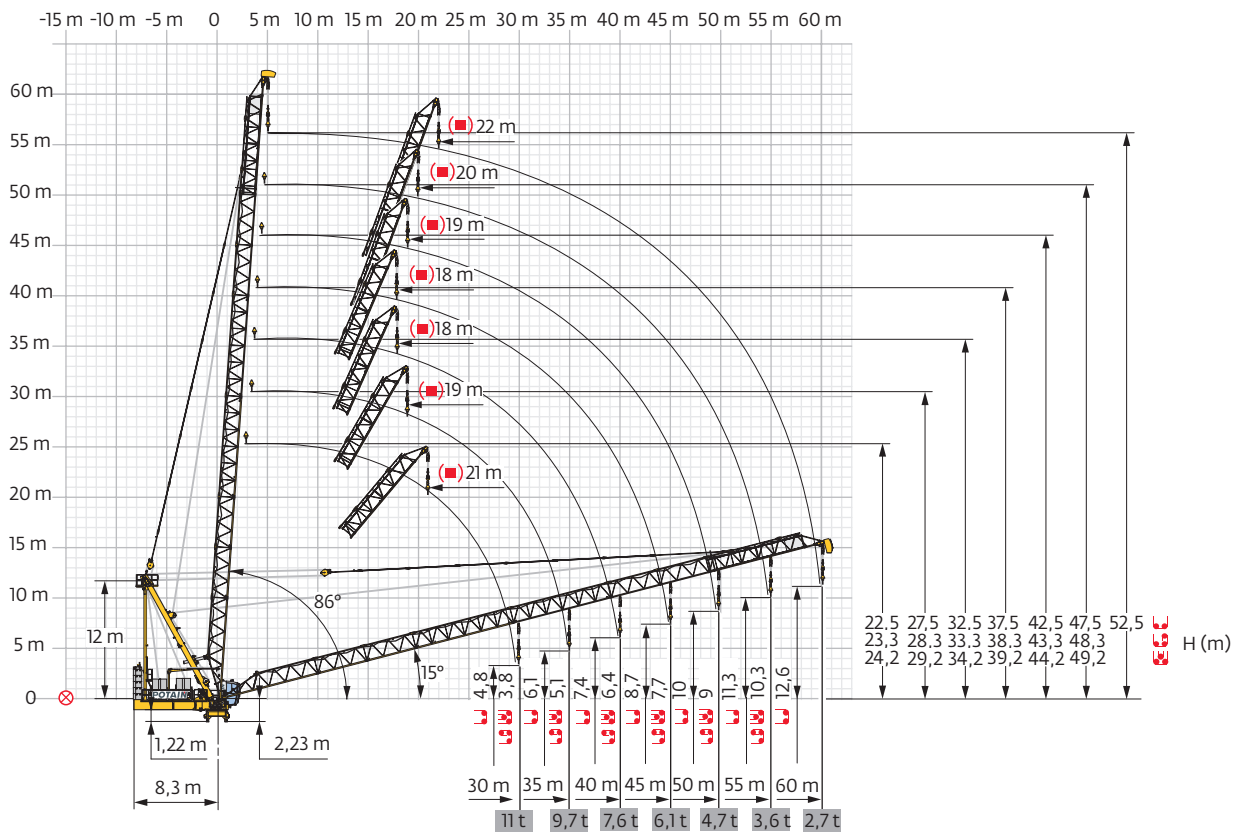 -15 m -10 m -5 m 0 5 m 10 m 15 m 20 m 25 m 30 m 35 m 40 m 45 m 50 m 55 m 60 m
60 m
55 m
50 m
45 m
40 m
35 m
30 m
25 m
20 m
15 m
10 m
5 m
0
22 m
20 m
19 m
18 m
18 m
19 m
21 m
86°
15°
12 m
POTAIN
1,22 m
2,23 m
8,3 m
22,5 27,5 32,5 37,5 42,5 47,5 52,5
23,3 28,3 33,3 38,3 43,3 48,3
24,2 29,2 34,2 39,2 44,2 49,2
H (m)
4,8 3,8 6,1 5,1 7,4 6,4 8,7 7,7 10 9 11,3 10,3 12,6
30 m 35 m 40 m 45 m 50 m 55 m 60 m
11 t 9,7 t 7,6 t 6,1 t 4,7 t 3,6 t 2,7 t